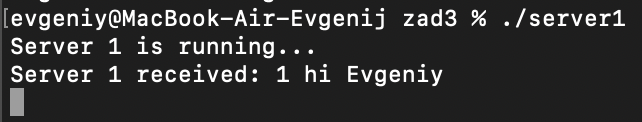 [evgeniy@MacBook-Air-Evgenij zad3 % ./server1
Server 1 is running...
Server 1 received: 1 hi Evgeniy